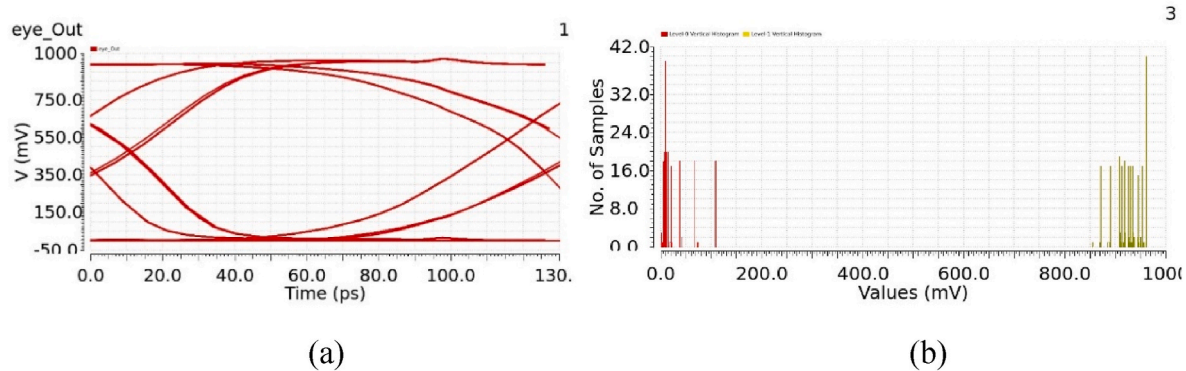 eye_Out
1
eye_Out
1000
750.0
550.0
350.0
150.0
-50.0
V (mV)
0.0 20.0 40.0 60.0 80.0 100.0 130.
Time (ps)
(a)
3
Level 0 Vertical Histogram Level 1 Vertical Histogram
42.0
32.0
24.0
16.0
8.0
0.0
No. of Samples
0.0 200.0 400.0 600.0 800.0 1000
Values (mV)
(b)